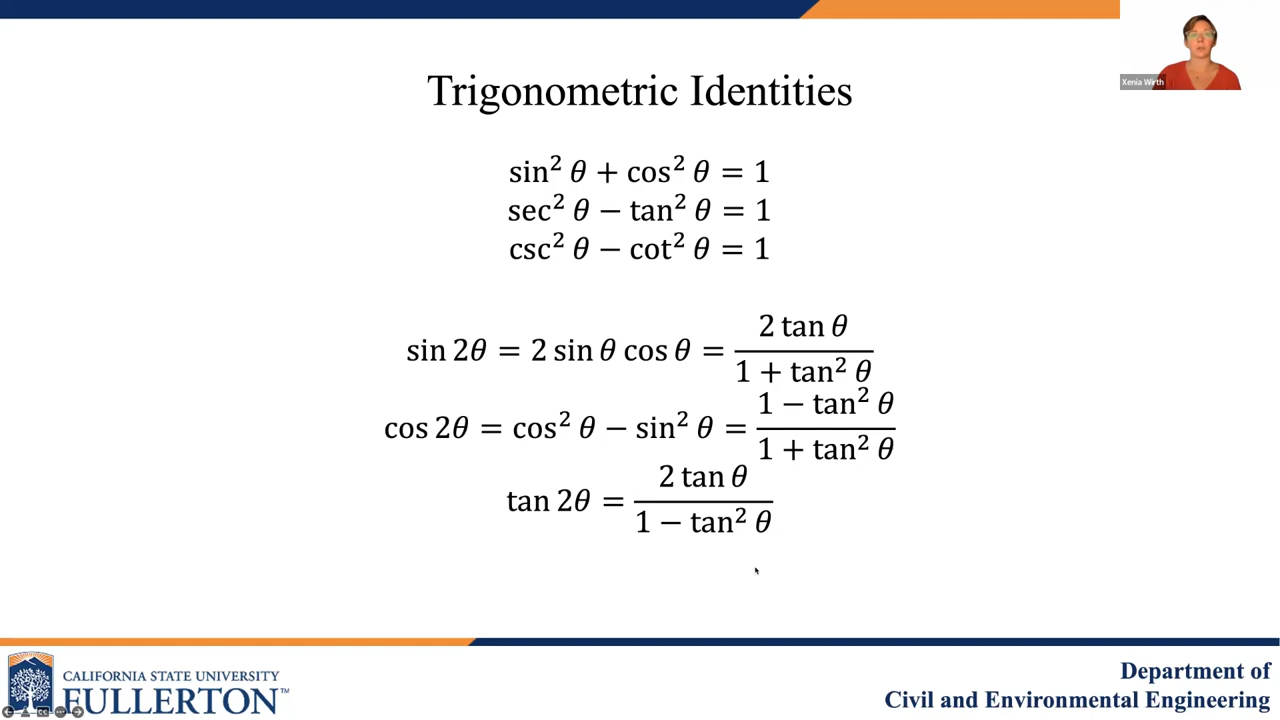 Xenia Wirth
Trigonometric Identities
sin² θ + cos² θ = 1
sec² θ − tan² θ = 1
csc² θ − cot² θ = 1
sin 2θ = 2 sin θ cos θ = (2 tan θ)/(1 + tan² θ)
cos 2θ = cos² θ − sin² θ = (1 − tan² θ)/(1 + tan² θ)
tan 2θ = (2 tan θ)/(1 − tan² θ)
CALIFORNIA STATE UNIVERSITY
FULLERTON™
Department of
Civil and Environmental Engineering